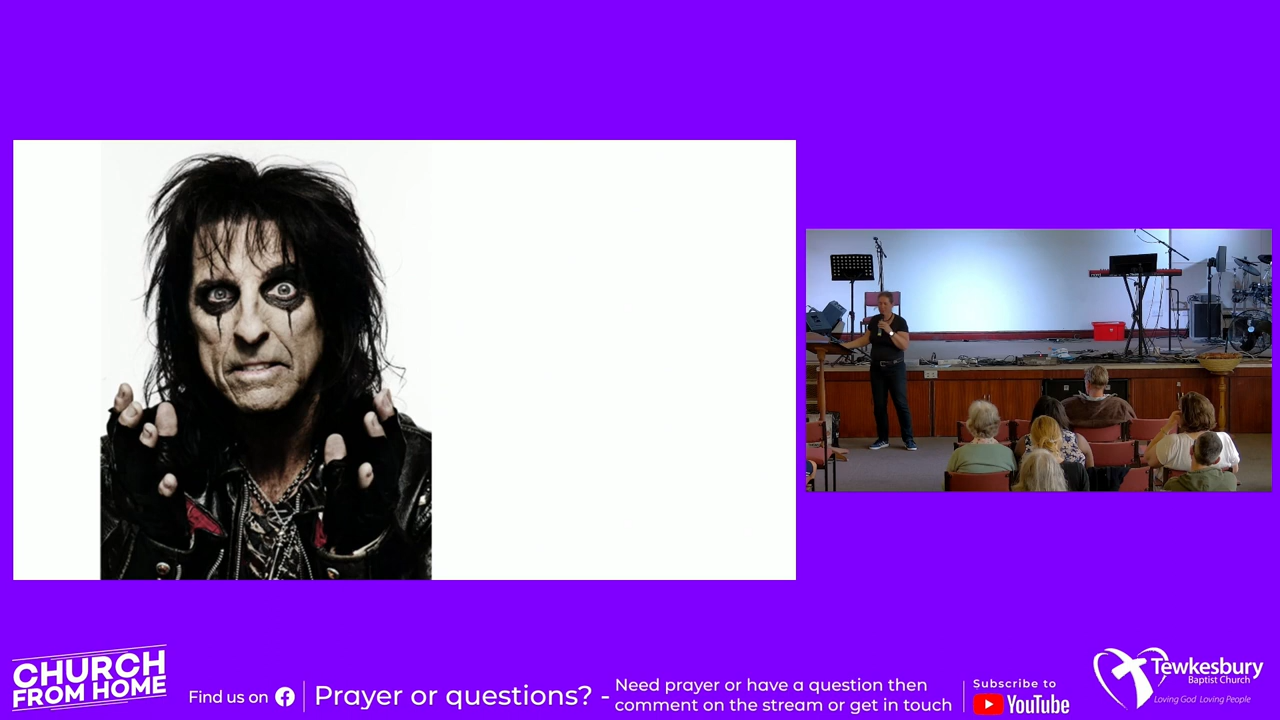 CHURCH
FROM HOME
Find us on
Prayer or questions? -
Need prayer or have a question then
comment on the stream or get in touch
Subscribe to
YouTube
Tewkesbury
Baptist Church
Loving God Loving People